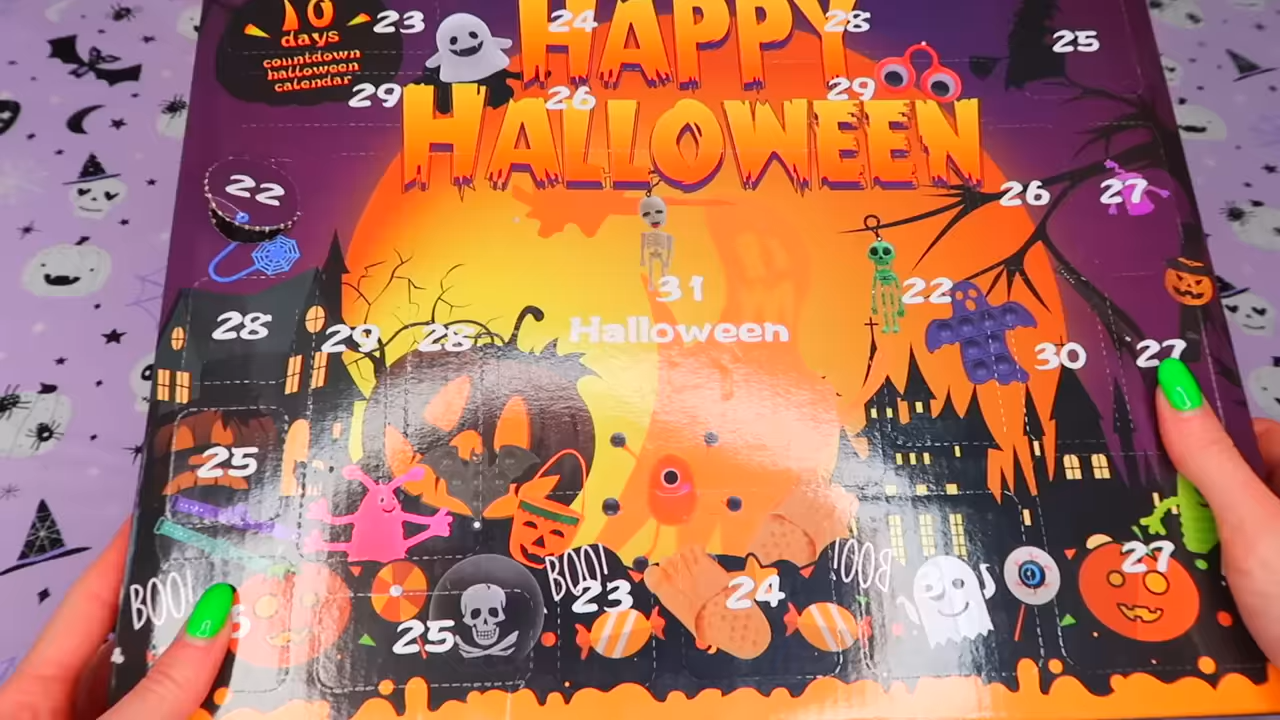 10
days
countdown
halloween
calendar
23
24
28
25
HAPPY
29
26
29
HALLOWEEN
22
26
27
31
22
Halloween
28
29
28
30
27
25
BOO!
BOO!
BOO!
23
24
27
25